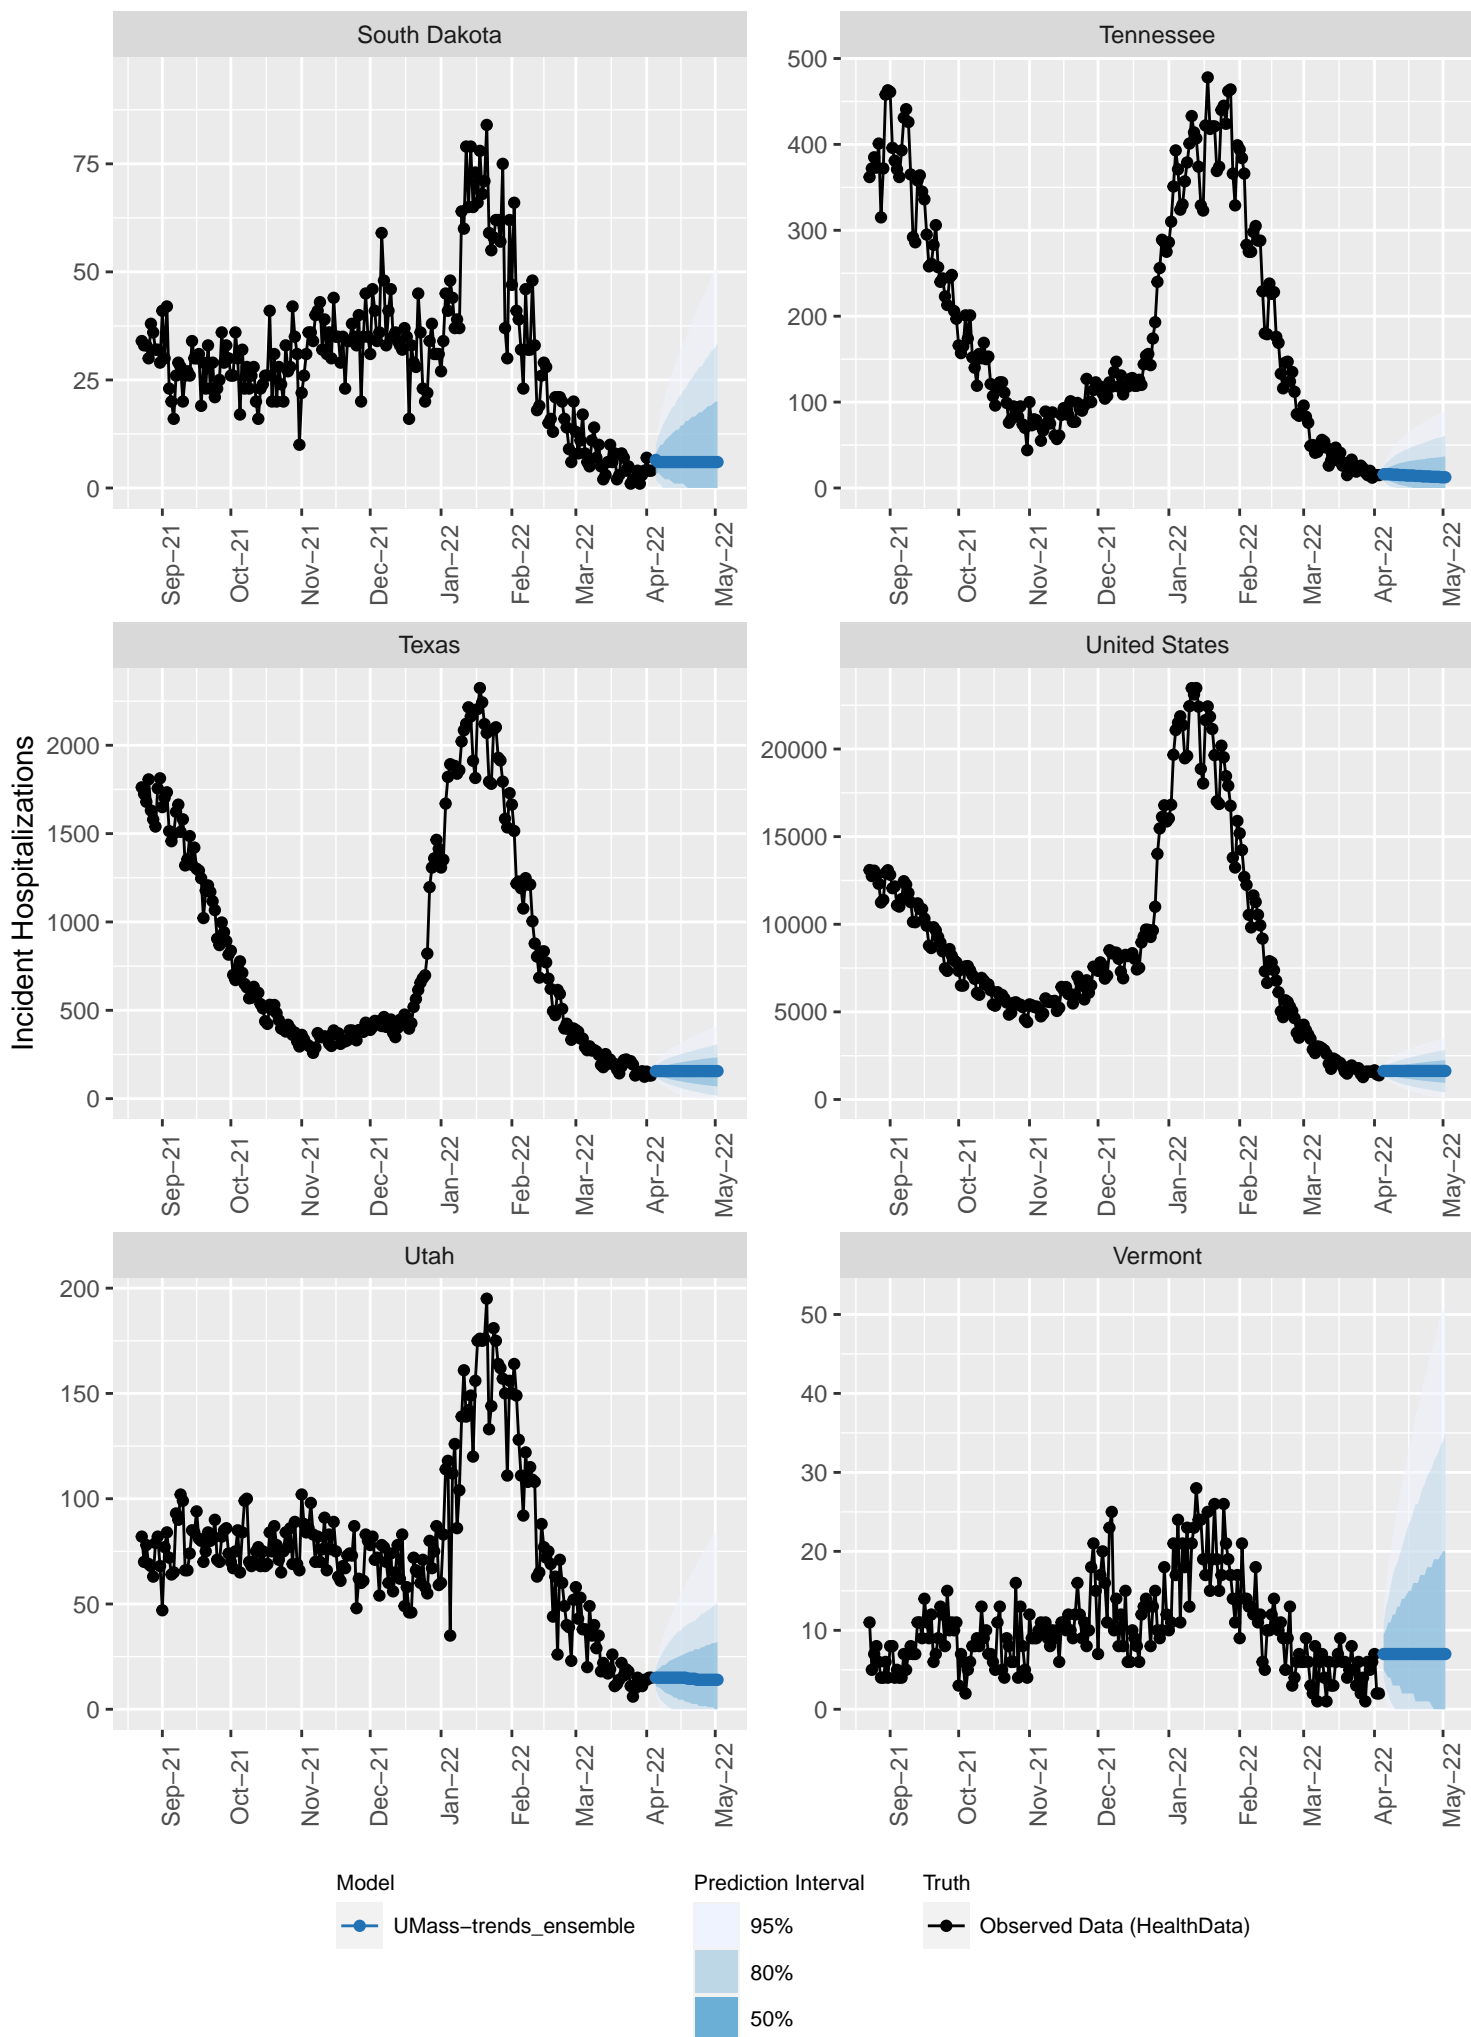 South Dakota
Tennessee
75
50
25
0
500
400
300
200
100
0
Sep−21
Oct−21
Nov−21
Dec−21
Jan−22
Feb−22
Mar−22
Apr−22
May−22
Sep−21
Oct−21
Nov−21
Dec−21
Jan−22
Feb−22
Mar−22
Apr−22
May−22
Incident Hospitalizations
Texas
United States
2000
1500
1000
500
0
20000
15000
10000
5000
0
Sep−21
Oct−21
Nov−21
Dec−21
Jan−22
Feb−22
Mar−22
Apr−22
May−22
Sep−21
Oct−21
Nov−21
Dec−21
Jan−22
Feb−22
Mar−22
Apr−22
May−22
Utah
Vermont
200
150
100
50
0
50
40
30
20
10
0
Sep−21
Oct−21
Nov−21
Dec−21
Jan−22
Feb−22
Mar−22
Apr−22
May−22
Sep−21
Oct−21
Nov−21
Dec−21
Jan−22
Feb−22
Mar−22
Apr−22
May−22
Model
UMass−trends_ensemble
Prediction Interval
95%
80%
50%
Truth
Observed Data (HealthData)